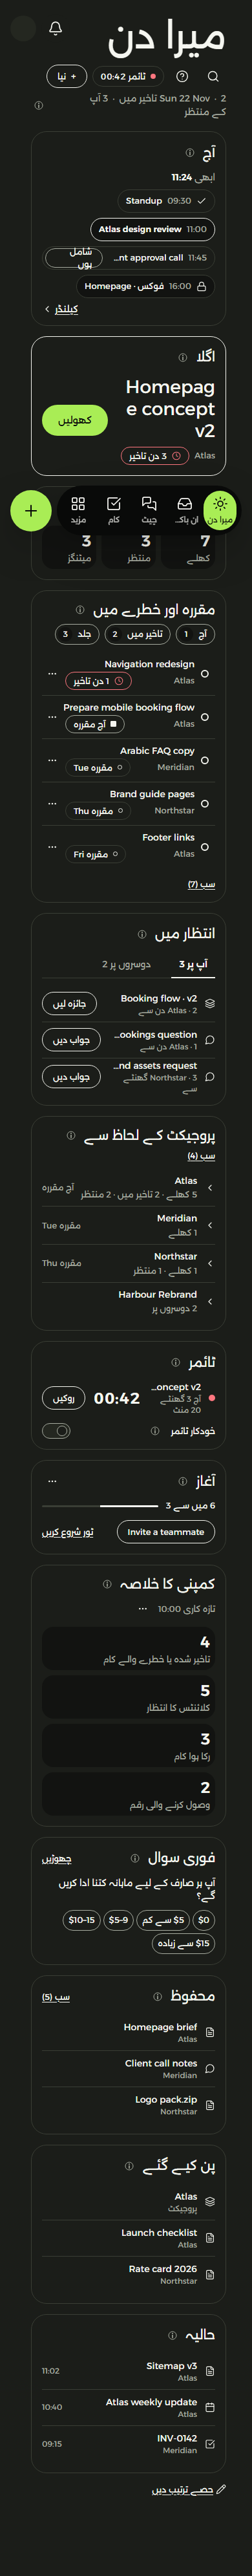 میرا دن
ٹائمر 00:42
+ نیا
Sun 22 Nov · 2 تاخیر میں · 3 آپ کے منتظر
آج
ابھی 11:24
09:30 Standup
11:00 Atlas design review
11:45 ...nt approval call
شامل ہوں
16:00 فوکس · Homepage
کیلنڈر
اگلا
Homepage concept v2
کھولیں
Atlas
3 دن تاخیر
میرا دن
ان باک...
چیٹ
کام
مزید
7
کھلے
3
منتظر
3
میٹنگز
مقررہ اور خطرے میں
آج 1
تاخیر میں 2
جلد 3
Navigation redesign
Atlas
1 دن تاخیر
Prepare mobile booking flow
Atlas
آج مقررہ
Arabic FAQ copy
Meridian
مقررہ Tue
Brand guide pages
Northstar
مقررہ Thu
Footer links
Atlas
مقررہ Fri
سب (7)
انتظار میں
آپ پر 3
دوسروں پر 2
Booking flow · v2
Atlas · 2 دن سے
جائزہ لیں
...ookings question
Atlas · 1 دن سے
جواب دیں
...nd assets request
Northstar · 3 گھنٹے سے
جواب دیں
پروجیکٹ کے لحاظ سے
سب (4)
Atlas
5 کھلے · 2 تاخیر میں · 2 منتظر
آج مقررہ
Meridian
1 کھلے
مقررہ Tue
Northstar
1 کھلے · 1 منتظر
مقررہ Thu
Harbour Rebrand
2 دوسروں پر
ٹائمر
...oncept v2
آج 3 گھنٹے 20 منٹ
00:42
روکیں
خودکار ٹائمر
آغاز
6 میں سے 3
Invite a teammate
ٹور شروع کریں
کمپنی کا خلاصہ
تازہ کاری 10:00
4
تاخیر شدہ یا خطرے والے کام
5
کلائنٹس کا انتظار
3
رکا ہوا کام
2
وصول کرنے والی رقم
فوری سوال
چھوڑیں
آپ ہر صارف کے لیے ماہانہ کتنا ادا کریں گے؟
$0
$5 سے کم
$5–9
$10–15
$15 سے زیادہ
محفوظ
سب (5)
Homepage brief
Atlas
Client call notes
Meridian
Logo pack.zip
Northstar
پن کیے گئے
Atlas
پروجیکٹ
Launch checklist
Atlas
Rate card 2026
Northstar
حالیہ
Sitemap v3
Atlas
11:02
Atlas weekly update
Atlas
10:40
INV-0142
Meridian
09:15
حصے ترتیب دیں